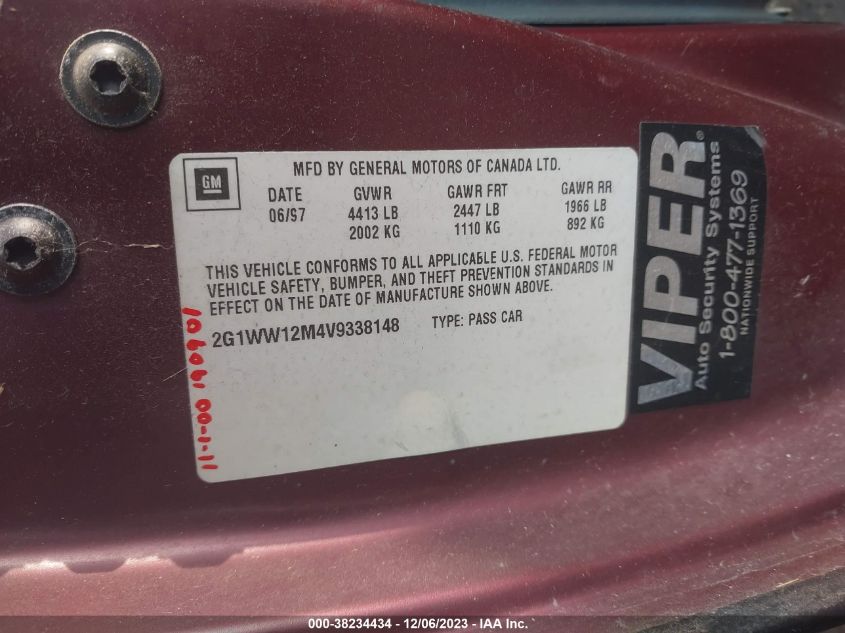 GM
MFD BY GENERAL MOTORS OF CANADA LTD.
DATE GVWR GAWR FRT GAWR RR
06/97 4413 LB 2447 LB 1966 LB
2002 KG 1110 KG 892 KG
THIS VEHICLE CONFORMS TO ALL APPLICABLE U.S. FEDERAL MOTOR
VEHICLE SAFETY, BUMPER, AND THEFT PREVENTION STANDARDS IN
EFFECT ON THE DATE OF MANUFACTURE SHOWN ABOVE.
2G1WW12M4V9338148 TYPE: PASS CAR
VIPER®
Auto Security Systems
1-800-477-1369
NATIONWIDE SUPPORT
000-38234434 - 12/06/2023 - IAA Inc.